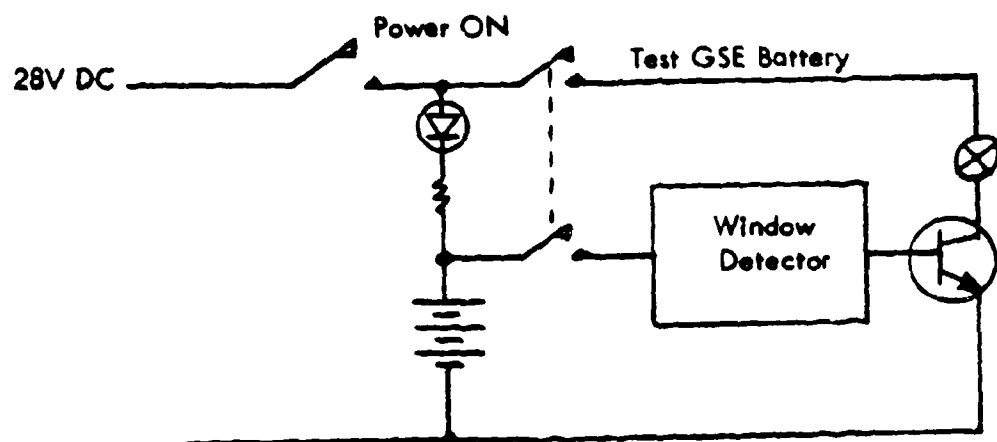 Power ON
28V DC
Test GSE Battery
Window
Detector